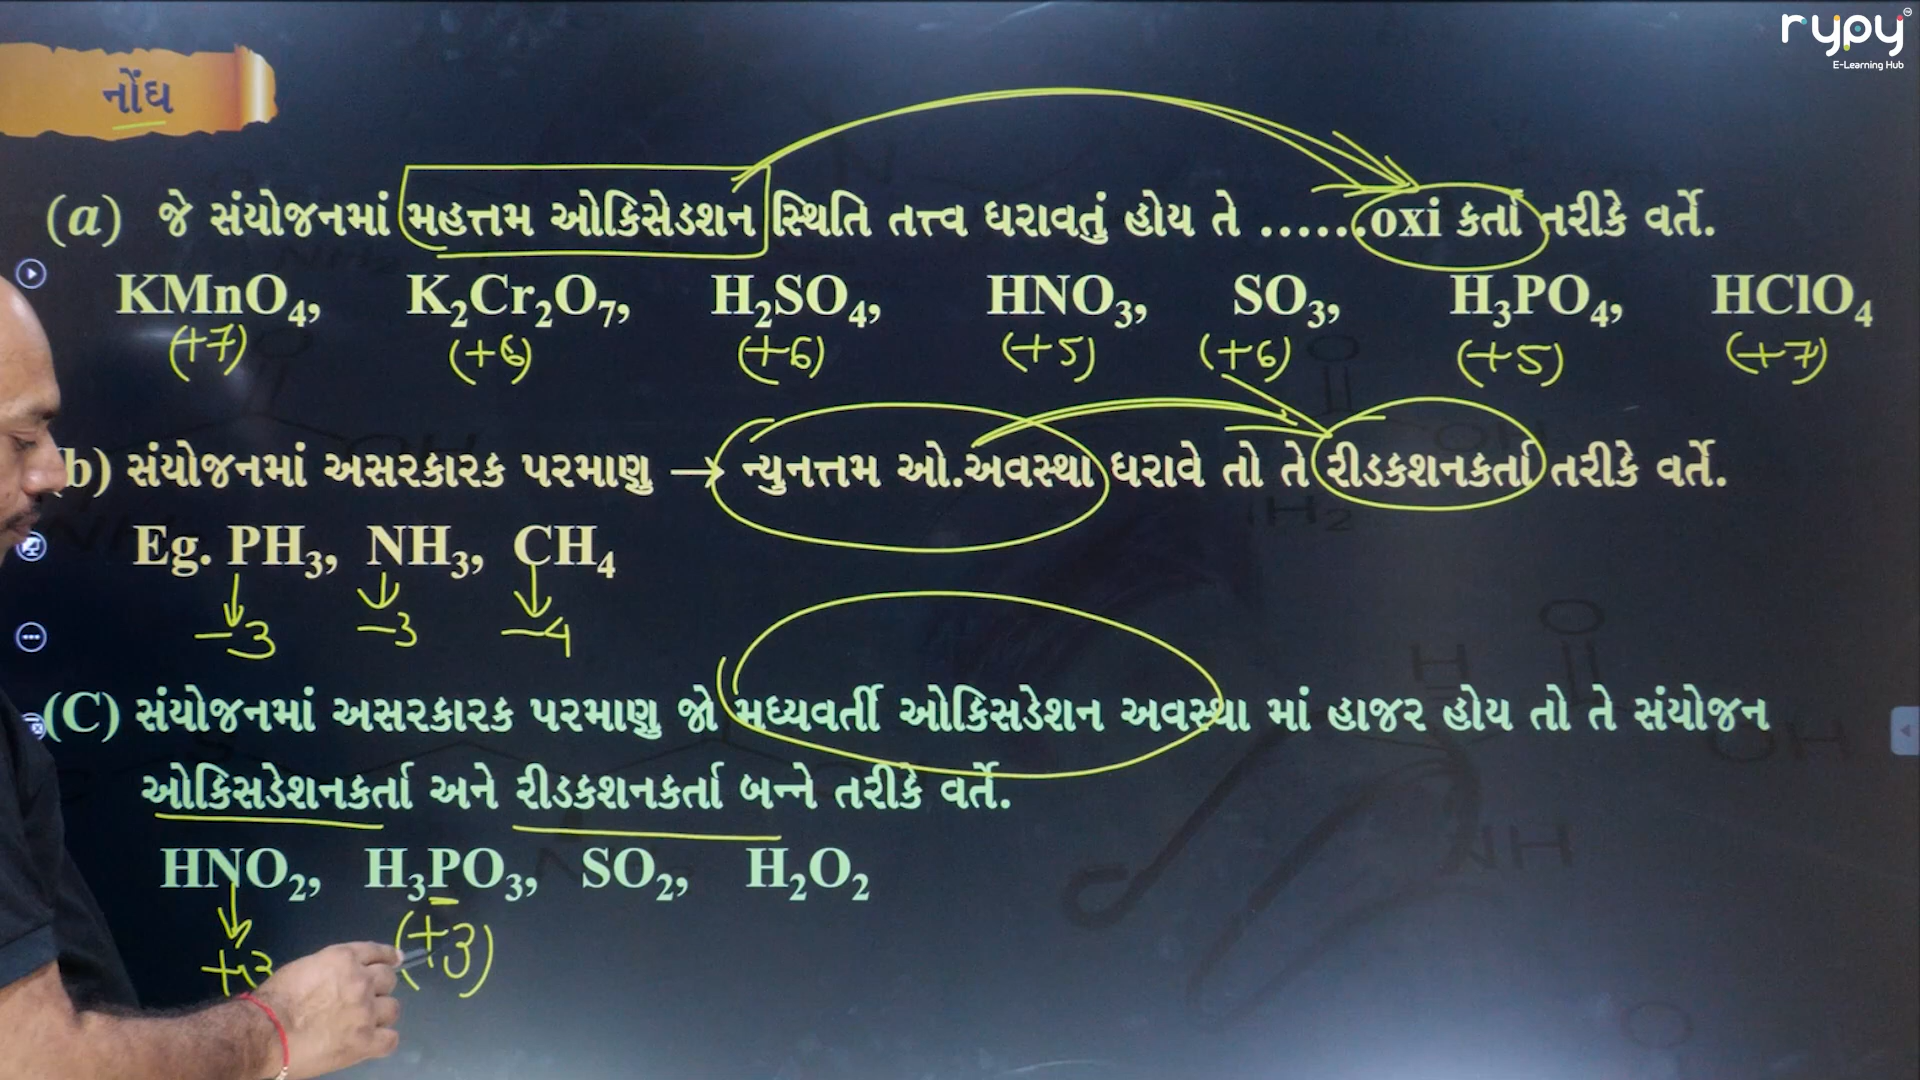 rypy
E-Learning Hub
નોંધ
(a) જે સંયોજનમાં મહત્તમ ઓકિસેડશન સ્થિતિ તત્ત્વ ધરાવતું હોય તે ......oxi કર્તા તરીકે વર્તે.
KMnO₄, K₂Cr₂O₇, H₂SO₄, HNO₃, SO₃, H₃PO₄, HClO₄
(+7) (+6) (+6) (+5) (+6) (+5) (+7)
b) સંયોજનમાં અસરકારક પરમાણુ → ન્યુનત્તમ ઓ.અવસ્થા ધરાવે તો તે રીડકશનકર્તા તરીકે વર્તે.
Eg. PH₃, NH₃, CH₄
-3 -3 -4
(C) સંયોજનમાં અસરકારક પરમાણુ જો મધ્યવર્તી ઓકિસડેશન અવસ્થા માં હાજર હોય તો તે સંયોજન
ઓકિસડેશનકર્તા અને રીડકશનકર્તા બન્ને તરીકે વર્તે.
HNO₂, H₃PO₃, SO₂, H₂O₂
+3 (+3)